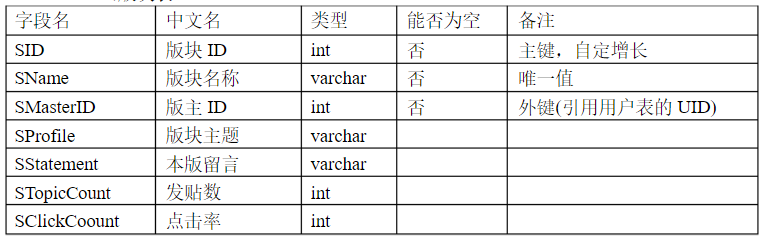 字段名 中文名 类型 能否为空 备注
SID 版块 ID int 否 主键，自定增长
SName 版块名称 varchar 否 唯一值
SMasterID 版主 ID int 否 外键(引用用户表的 UID)
SProfile 版块主题 varchar
SStatement 本版留言 varchar
STopicCount 发贴数 int
SClickCoount 点击率 int